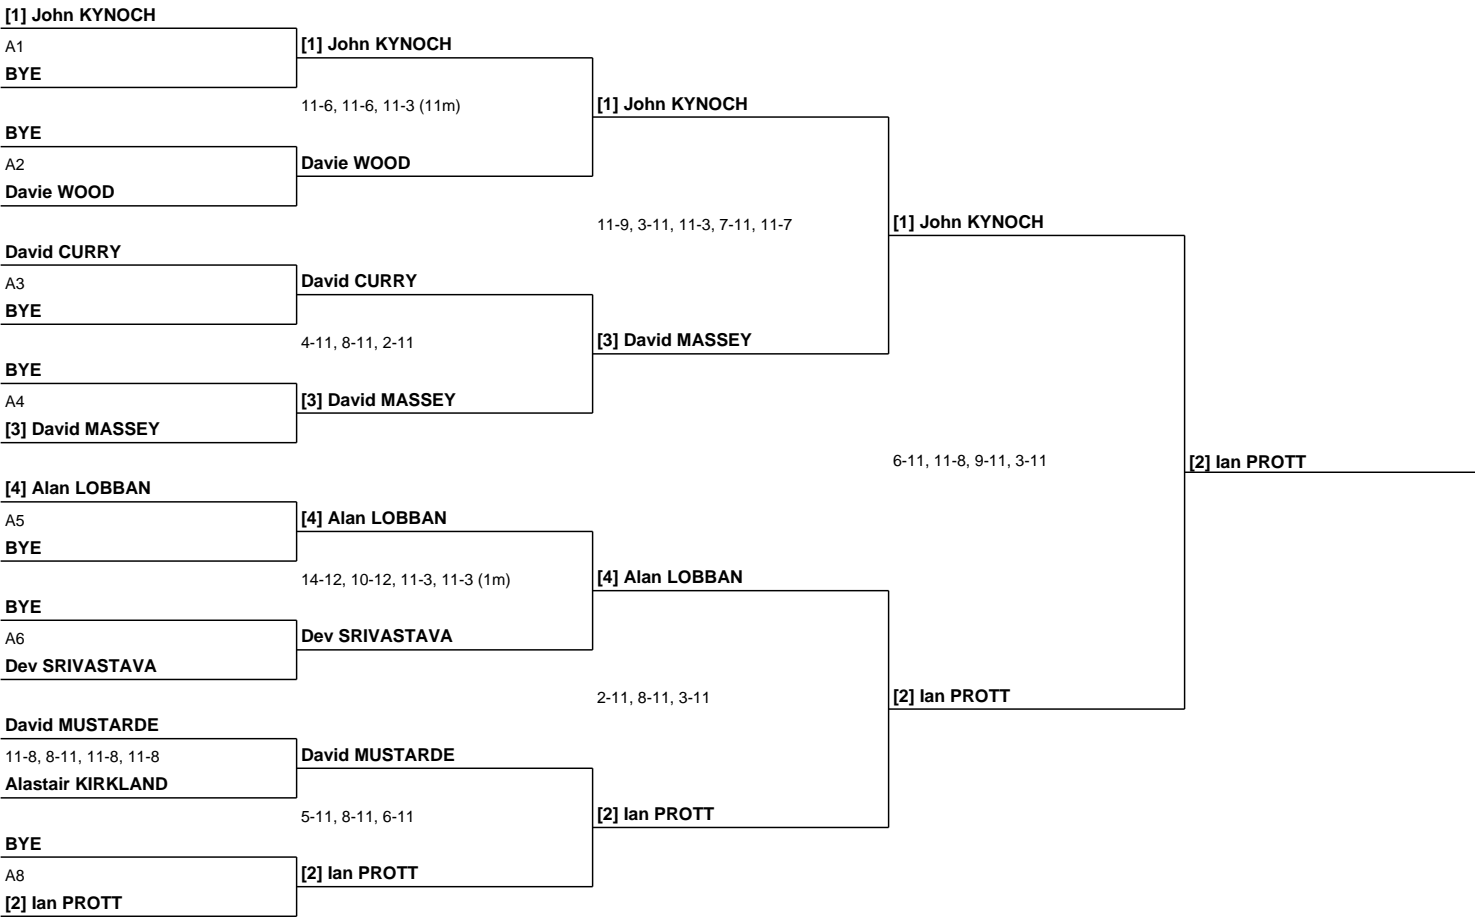 [1] John KYNOCH
A1
BYE
BYE
A2
Davie WOOD
David CURRY
A3
BYE
BYE
A4
[3] David MASSEY
[4] Alan LOBBAN
A5
BYE
BYE
A6
Dev SRIVASTAVA
David MUSTARDE
11-8, 8-11, 11-8, 11-8
Alastair KIRKLAND
BYE
A8
[2] Ian PROTT
[1] John KYNOCH
11-6, 11-6, 11-3 (11m)
Davie WOOD
David CURRY
4-11, 8-11, 2-11
[3] David MASSEY
[4] Alan LOBBAN
14-12, 10-12, 11-3, 11-3 (1m)
Dev SRIVASTAVA
David MUSTARDE
5-11, 8-11, 6-11
[2] Ian PROTT
[1] John KYNOCH
11-9, 3-11, 11-3, 7-11, 11-7
[3] David MASSEY
[4] Alan LOBBAN
2-11, 8-11, 3-11
[2] Ian PROTT
[1] John KYNOCH
6-11, 11-8, 9-11, 3-11
[2] Ian PROTT
[2] Ian PROTT